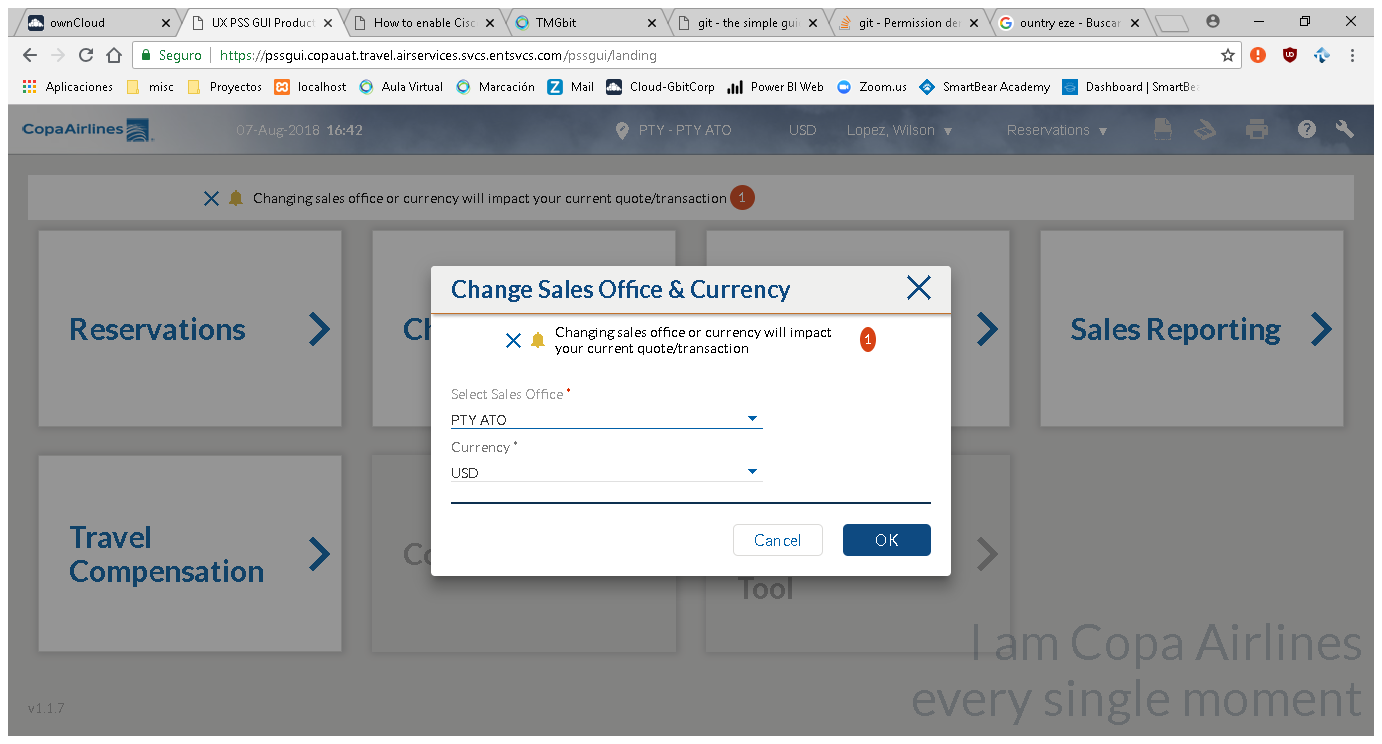 ownCloud
UX PSS GUI Product
How to enable Cisc
TMGbit
git - the simple gui
git - Permission de
ountry eze - Buscar
Seguro
https://pssgui.copauat.travel.airservices.svcs.entsvcs.com/pssgui/landing
Aplicaciones
misc
Proyectos
localhost
Aula Virtual
Marcación
Mail
Cloud-GbitCorp
Power BI Web
Zoom.us
SmartBear Academy
Dashboard | SmartBea
CopaAirlines
07-Aug-2018 16:42
PTY - PTY ATO
USD
Lopez, Wilson
Reservations
Changing sales office or currency will impact your current quote/transaction 1
Reservations
Ch
Sales Reporting
Change Sales Office & Currency
Changing sales office or currency will impact
your current quote/transaction
1
Select Sales Office *
PTY ATO
Currency *
USD
Cancel
OK
Travel
Compensation
Co
Tool
I am Copa Airlines
every single moment
v1.1.7